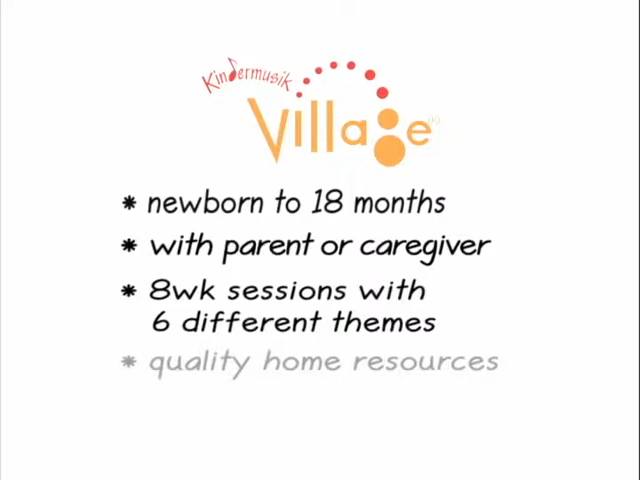 Kindermusik
Village
* newborn to 18 months
* with parent or caregiver
* 8wk sessions with
6 different themes
* quality home resources